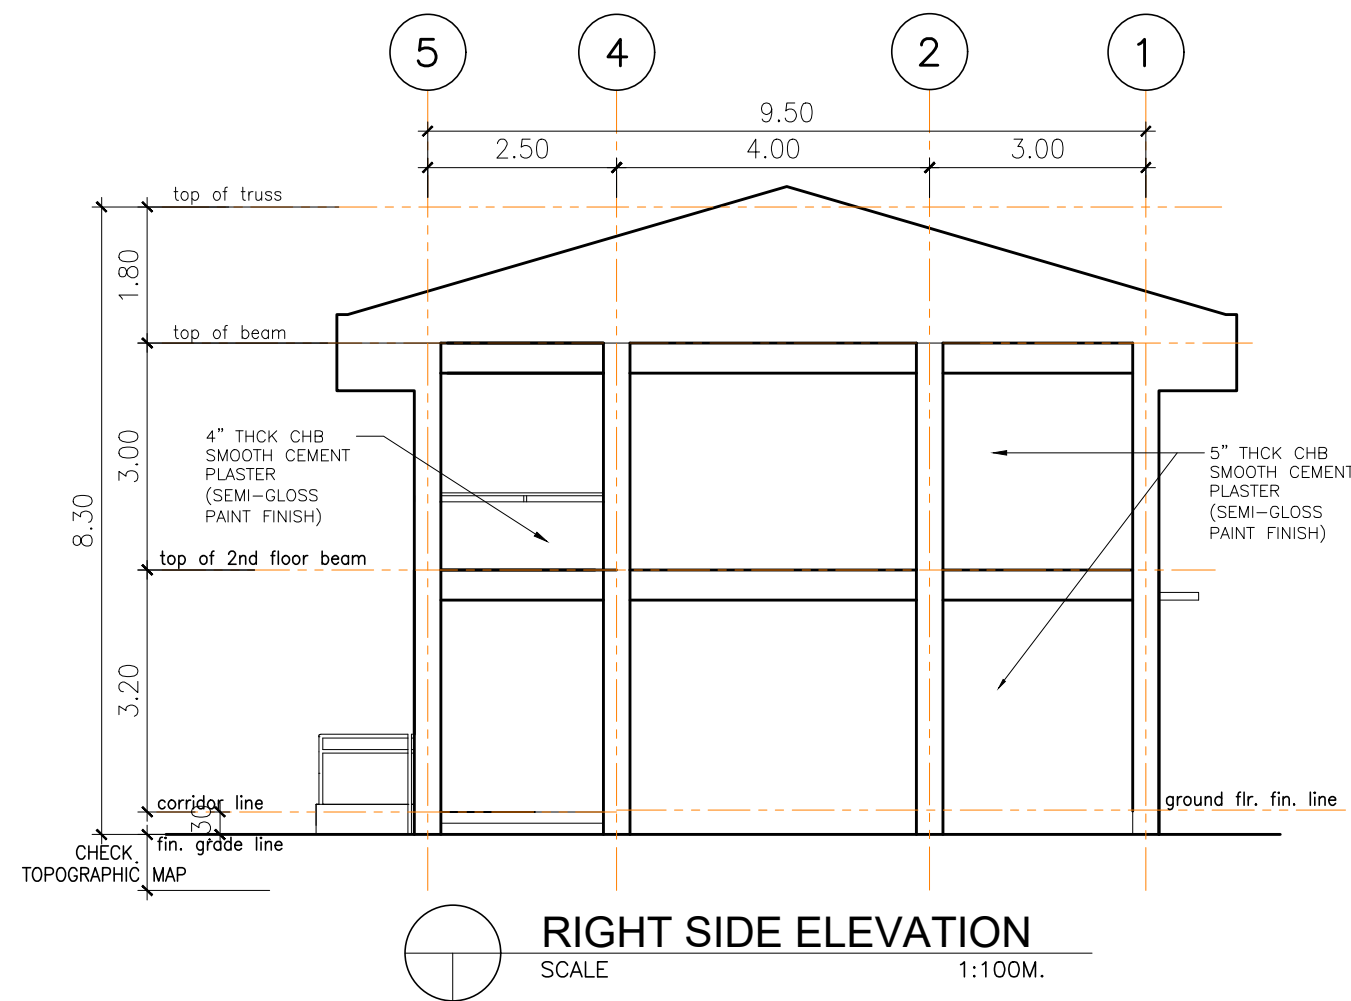 5 4 2 1
9.50
2.50 4.00 3.00
top of truss
1.80
top of beam
4" THCK CHB
SMOOTH CEMENT
PLASTER
(SEMI-GLOSS
PAINT FINISH)
5" THCK CHB
SMOOTH CEMENT
PLASTER
(SEMI-GLOSS
PAINT FINISH)
3.00
8.30
top of 2nd floor beam
3.20
corridor line
ground flr. fin. line
.30
fin. grade line
CHECK
TOPOGRAPHIC MAP
RIGHT SIDE ELEVATION
SCALE 1:100M.